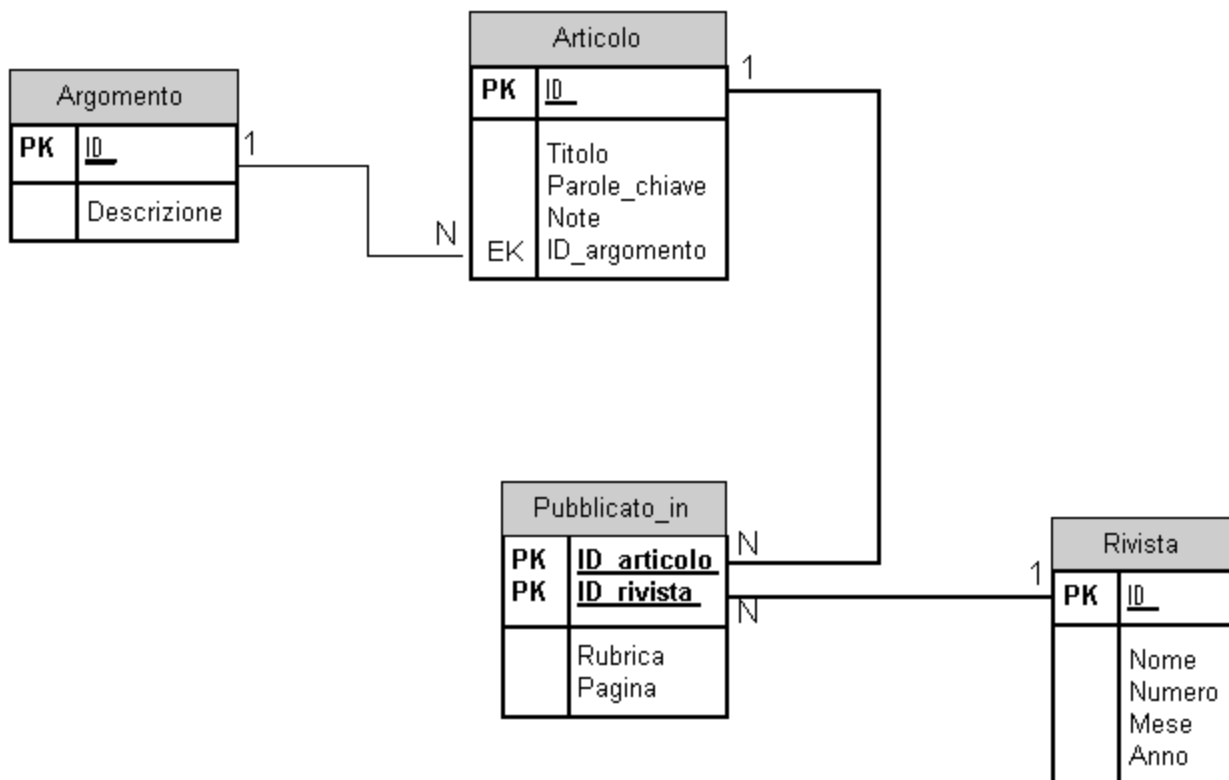 Articolo
PK ID
Titolo
Parole_chiave
Note
EK ID_argomento
1
Argomento
PK ID
Descrizione
1
N
Pubblicato_in
PK ID_articolo
PK ID_rivista
Rubrica
Pagina
N
N
1
Rivista
PK ID
Nome
Numero
Mese
Anno